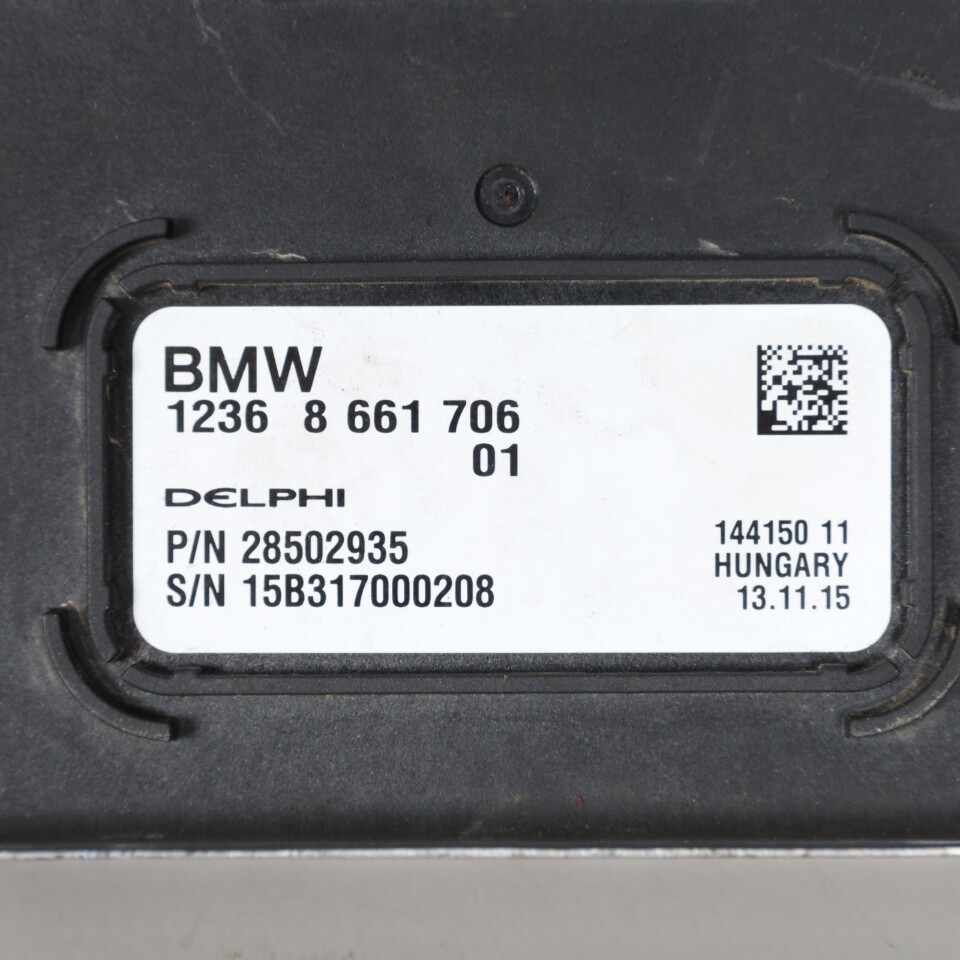 BMW
1236 8 661 706
01
DELPHI
P/N 28502935
S/N 15B317000208
144150 11
HUNGARY
13.11.15